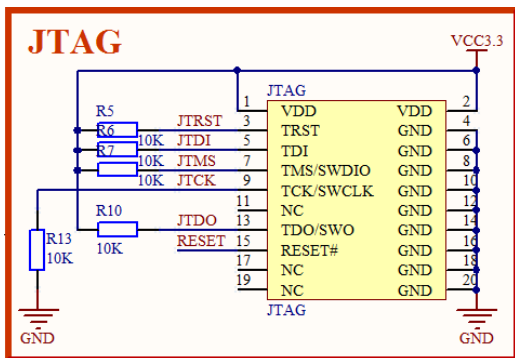 JTAG
VCC3.3
JTAG
1 VDD VDD 2
R5 JTRST 3 TRST GND 4
R6 10K JTDI 5 TDI GND 6
R7 10K JTMS 7 TMS/SWDIO GND 8
10K JTCK 9 TCK/SWCLK GND 10
11 NC GND 12
R10 10K JTDO 13 TDO/SWO GND 14
RESET 15 RESET# GND 16
17 NC GND 18
19 NC GND 20
JTAG
R13
10K
GND
GND